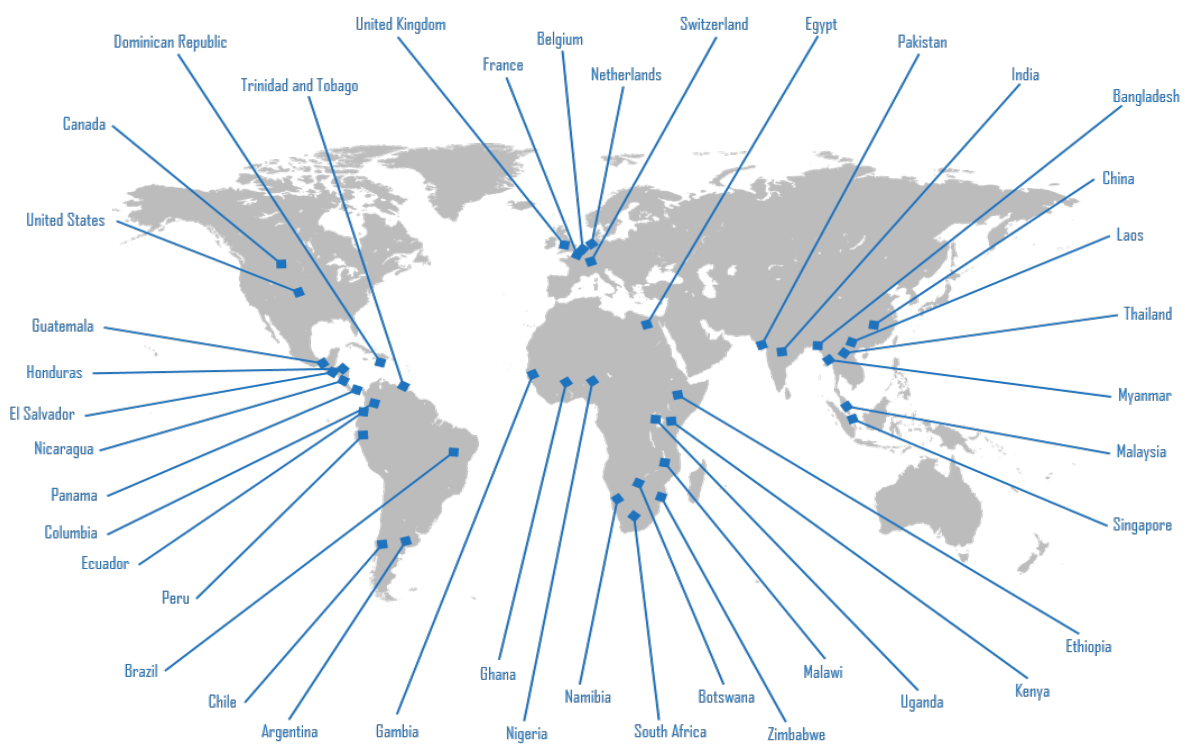 United Kingdom
Switzerland
Egypt
Dominican Republic
Belgium
Pakistan
France
Netherlands
India
Trinidad and Tobago
Bangladesh
Canada
China
United States
Laos
Thailand
Guatemala
Honduras
Myanmar
El Salvador
Nicaragua
Malaysia
Panama
Singapore
Columbia
Ecuador
Peru
Ethiopia
Brazil
Ghana
Malawi
Kenya
Chile
Namibia
Botswana
Uganda
Argentina
Gambia
Nigeria
South Africa
Zimbabwe